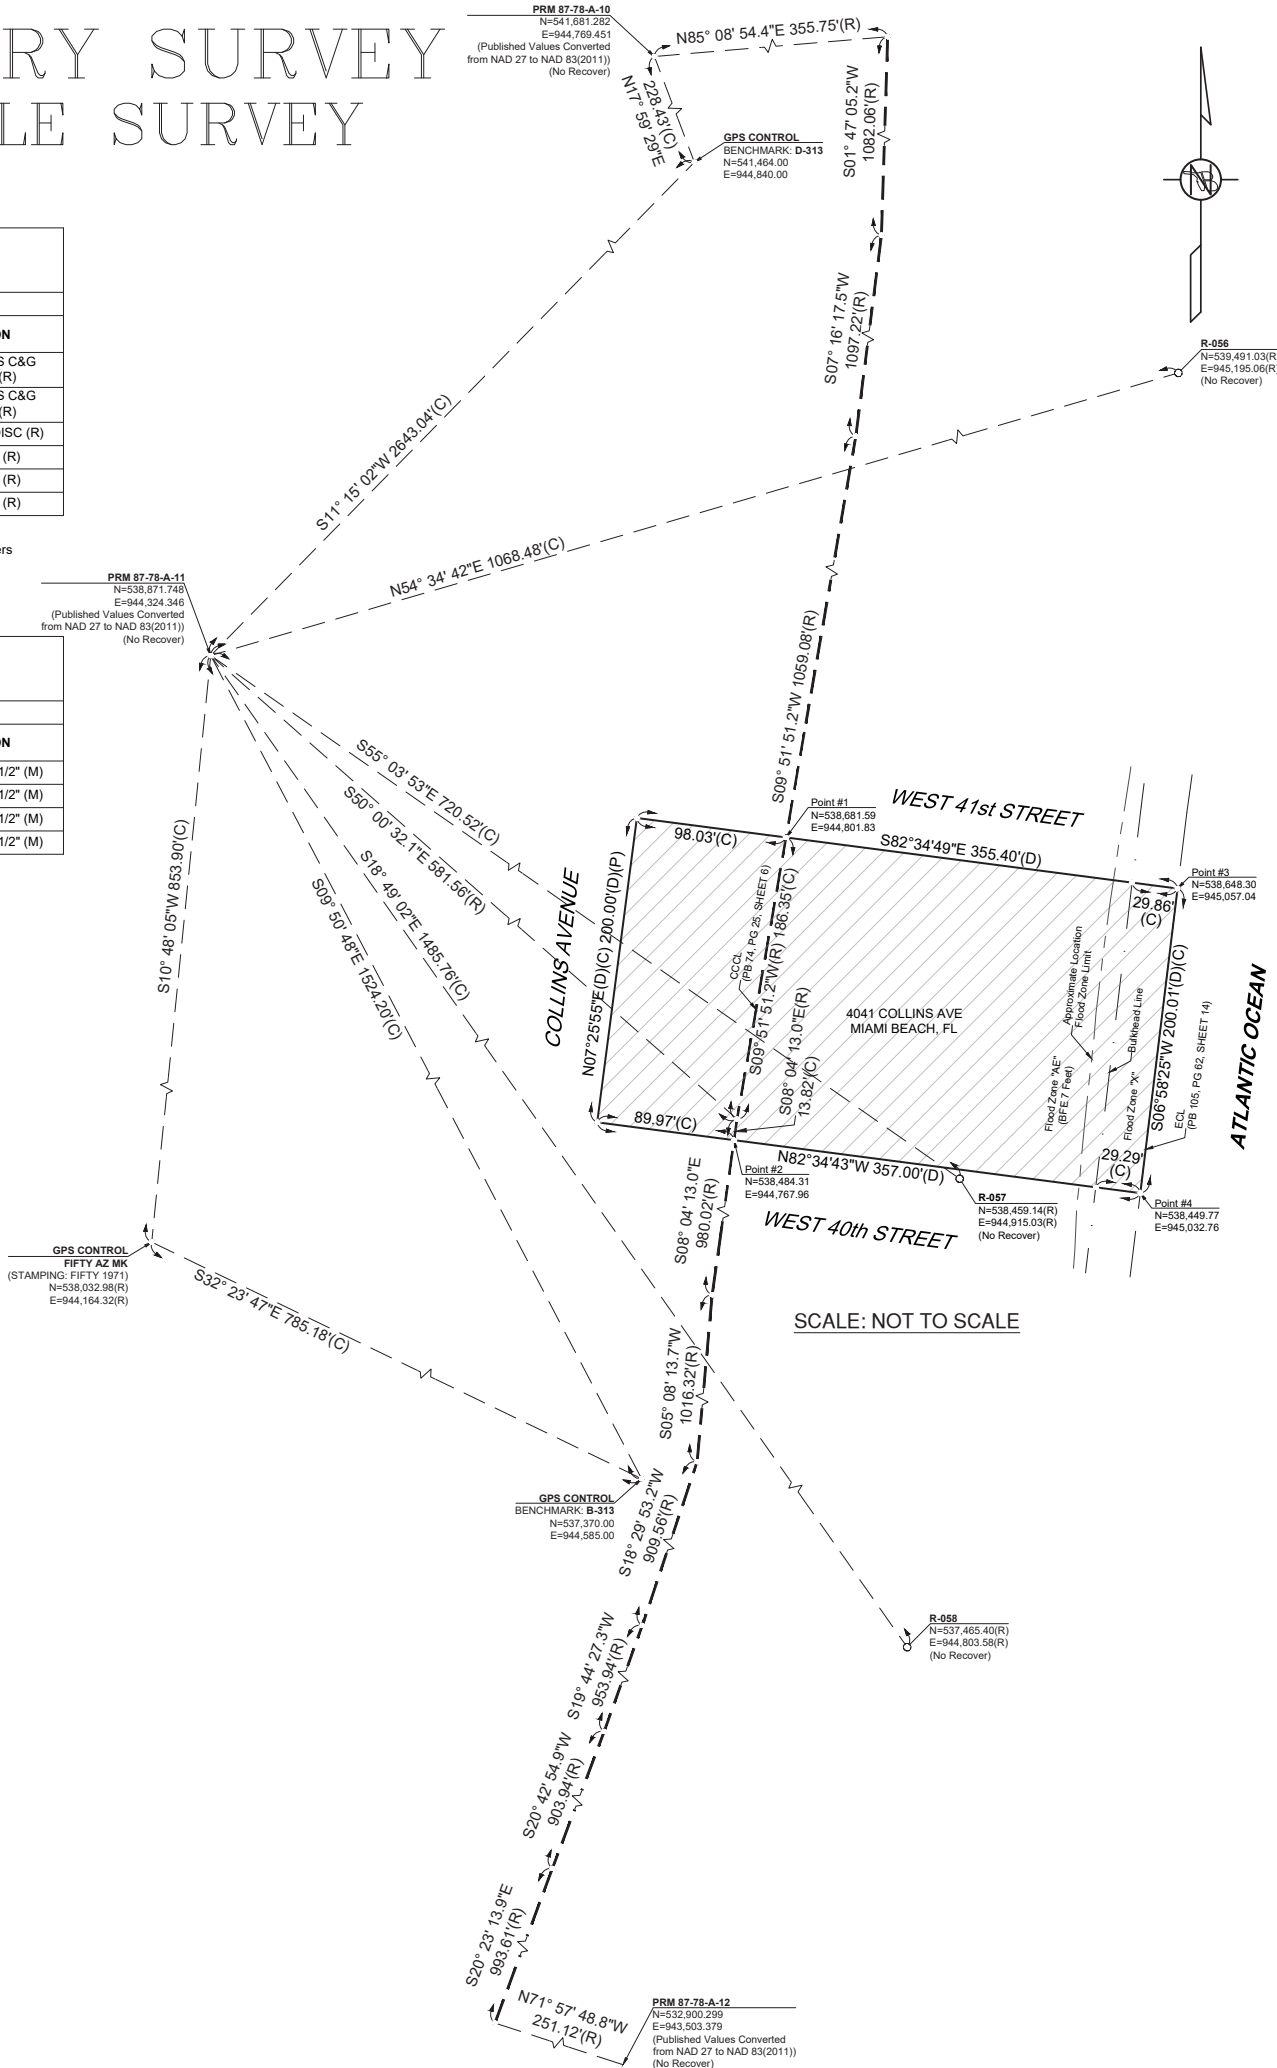 RY SURVEY
LE SURVEY
PRM 87-78-A-10
N=541,681.282
E=944,769.451
(Published Values Converted
from NAD 27 to NAD 83(2011))
(No Recover)
N85° 08' 54.4"E 355.75'(R)
228.43'(C)
N17° 59' 29"E
GPS CONTROL
BENCHMARK: D-313
N=541,464.00
E=944,840.00
S01° 47' 05.2"W
1082.06'(R)
ON
S C&G
(R)
S C&G
(R)
DISC (R)
(R)
(R)
(R)
ers
S07° 16' 17.5"W
1097.22'(R)
R-056
N=539,491.03(R)
E=945,195.06(R)
(No Recover)
S11° 15' 02"W 2643.04'(C)
N54° 34' 42"E 1068.48'(C)
PRM 87-78-A-11
N=538,871.748
E=944,324.346
(Published Values Converted
from NAD 27 to NAD 83(2011))
(No Recover)
ON
1/2" (M)
1/2" (M)
1/2" (M)
1/2" (M)
S09° 51' 51.2"W 1059.08'(R)
S55° 03' 53"E 720.52'(C)
S50° 00' 32.1"E 581.56'(R)
S18° 49' 02"E 1485.76'(C)
S09° 50' 48"E 1524.20'(C)
S10° 48' 05"W 853.90'(C)
Point #1
N=538,681.59
E=944,801.83
WEST 41st STREET
98.03'(C)
S82°34'49"E 355.40'(D)
Point #3
N=538,648.30
E=945,057.04
29.86'
(C)
COLLINS AVENUE
N07°25'55"E(D)(C) 200.00'(D)(P)
CCCL
(PB 74, PG 25, SHEET 6)
S09° 51' 51.2"W(R) 186.35'(C)
S08° 04' 13.0"E(R)
13.82'(C)
4041 COLLINS AVE
MIAMI BEACH, FL
Approximate Location
Flood Zone Limit
Bulkhead Line
Flood Zone "AE"
(BFE 7 Feet)
Flood Zone "X"
S06°58'25"W 200.01'(D)(C)
ECL
(PB 105, PG 62, SHEET 14)
ATLANTIC OCEAN
89.97'(C)
N82°34'43"W 357.00'(D)
29.29'
(C)
Point #2
N=538,484.31
E=944,767.96
R-057
N=538,459.14(R)
E=944,915.03(R)
(No Recover)
Point #4
N=538,449.77
E=945,032.76
WEST 40th STREET
S08° 04' 13.0"E
980.02'(R)
GPS CONTROL
FIFTY AZ MK
(STAMPING: FIFTY 1971)
N=538,032.98(R)
E=944,164.32(R)
S32° 23' 47"E 785.18'(C)
SCALE: NOT TO SCALE
S05° 08' 13.7"W
1016.32'(R)
GPS CONTROL
BENCHMARK: B-313
N=537,370.00
E=944,585.00
S18° 29' 53.2"W
909.56'(R)
R-058
N=537,465.40(R)
E=944,803.58(R)
(No Recover)
S19° 44' 27.3"W
953.94'(R)
S20° 42' 54.9"W
903.94'(R)
S20° 23' 13.9"E
993.61'(R)
N71° 57' 48.8"W
251.12'(R)
PRM 87-78-A-12
N=532,900.299
E=943,503.379
(Published Values Converted
from NAD 27 to NAD 83(2011))
(No Recover)